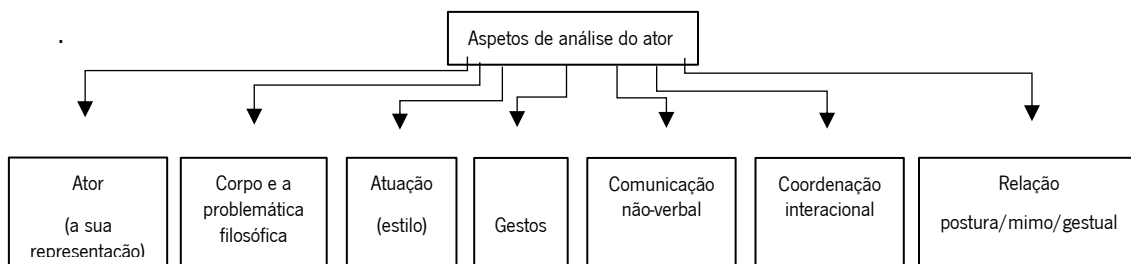 Aspetos de análise do ator
Ator
(a sua
representação)
Corpo e a
problemática
filosófica
Atuação
(estilo)
Gestos
Comunicação
não-verbal
Coordenação
interacional
Relação
postura/mimo/gestual